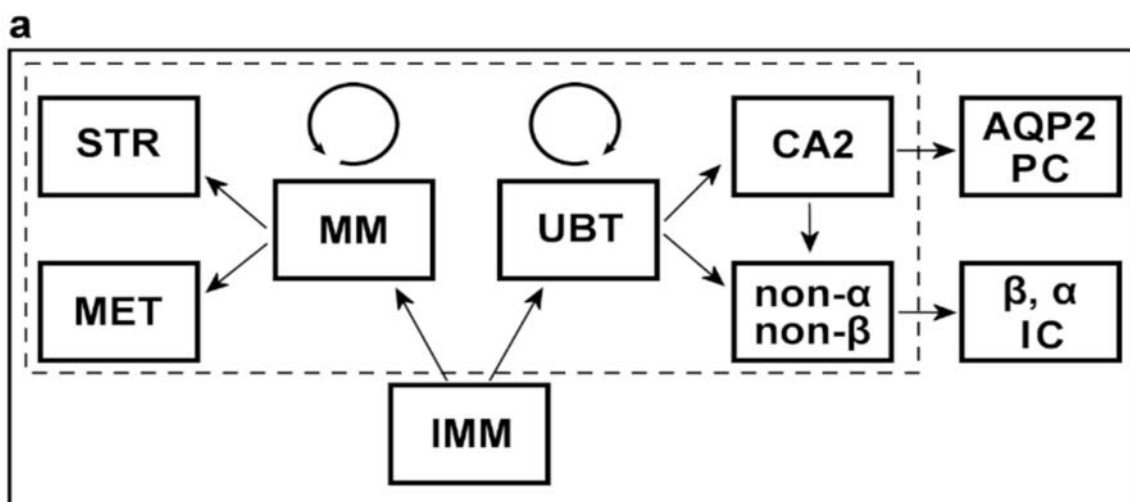 a
STR
MM
UBT
CA2
AQP2
PC
MET
non-α
non-β
β, α
IC
IMM